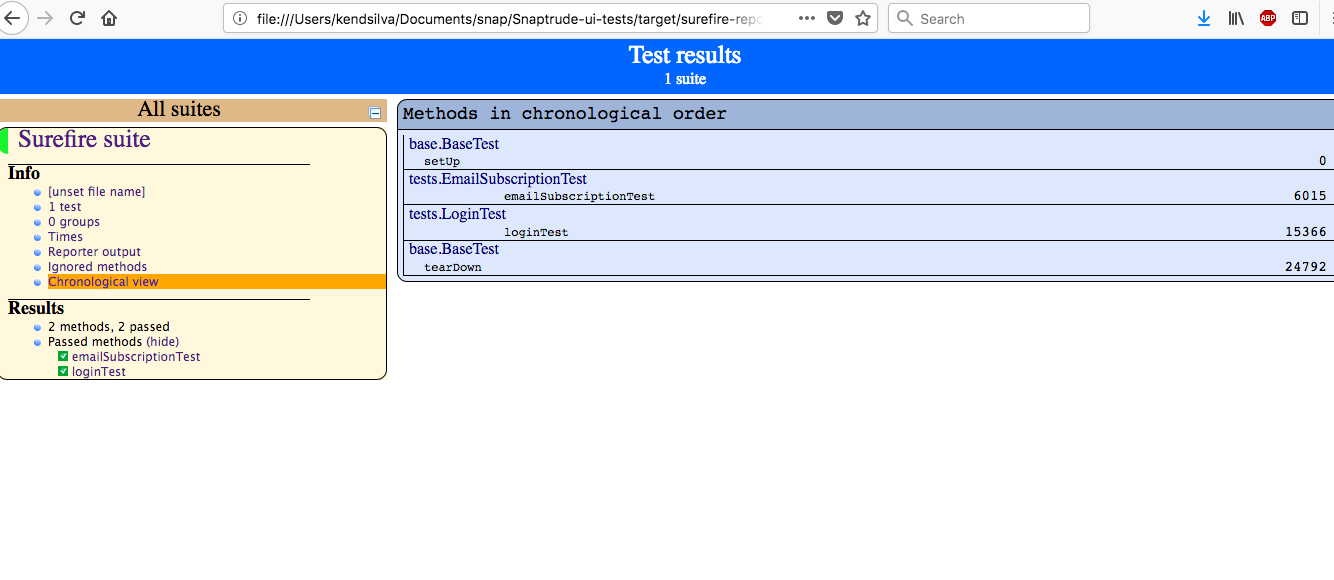 file:///Users/kendsilva/Documents/snap/Snaptrude-ui-tests/target/surefire-repo
Search
ABP
Test results
1 suite
All suites
Surefire suite
Info
[unset file name]
1 test
0 groups
Times
Reporter output
Ignored methods
Chronological view
Results
2 methods, 2 passed
Passed methods (hide)
emailSubscriptionTest
loginTest
Methods in chronological order
base.BaseTest
setUp 0
tests.EmailSubscriptionTest
emailSubscriptionTest 6015
tests.LoginTest
loginTest 15366
base.BaseTest
tearDown 24792